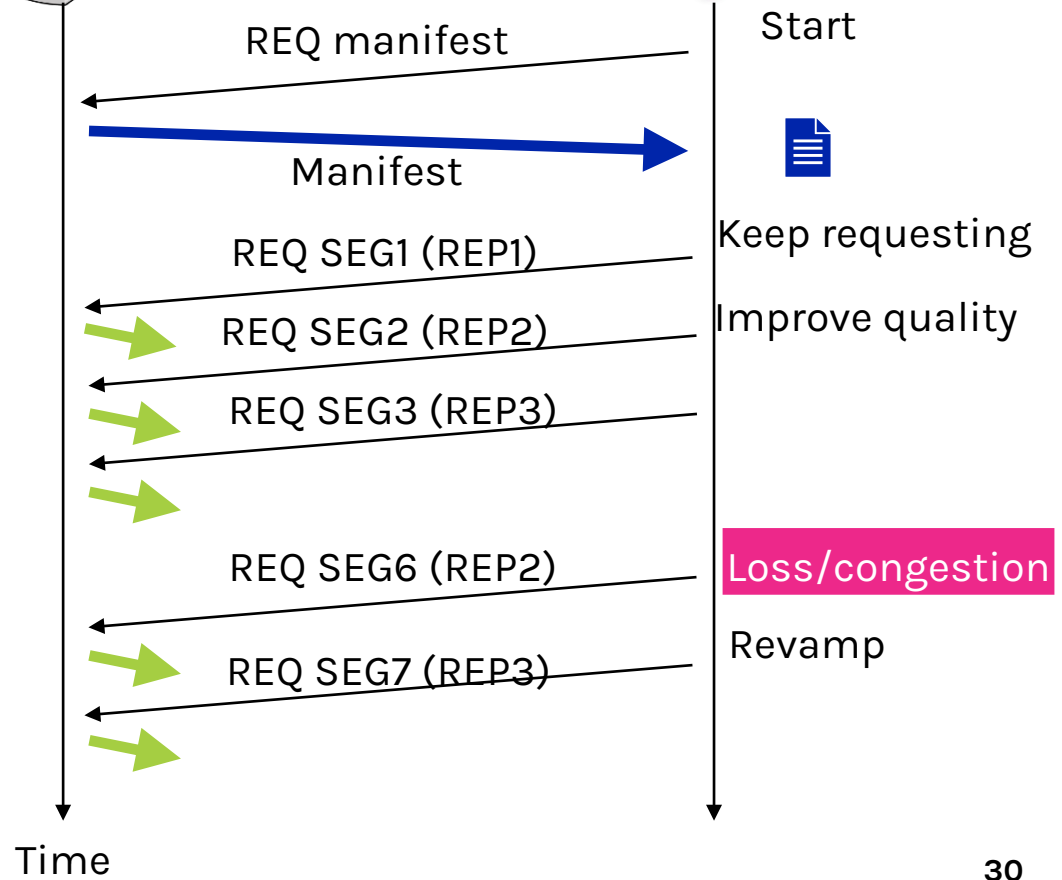 Start
REQ manifest
Manifest
Keep requesting
REQ SEG1 (REP1)
Improve quality
REQ SEG2 (REP2)
REQ SEG3 (REP3)
Loss/congestion
REQ SEG6 (REP2)
Revamp
REQ SEG7 (REP3)
Time
30